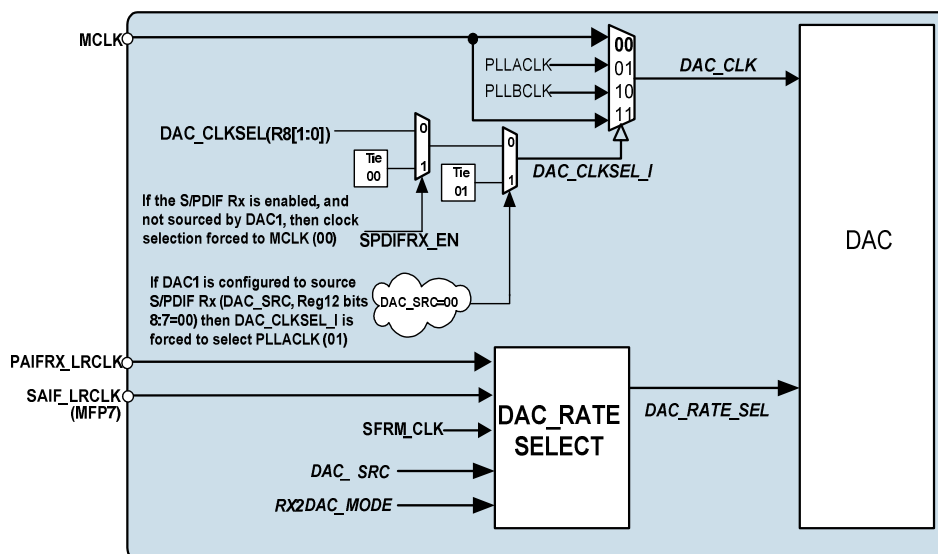 MCLK
00
PLLACLK
01
DAC_CLK
PLLBCLK
10
11
DAC_CLKSEL(R8[1:0])
0
Tie
00
1
0
Tie
01
1
DAC_CLKSEL_I
If the S/PDIF Rx is enabled, and
not sourced by DAC1, then clock
selection forced to MCLK (00)
SPDIFRX_EN
DAC
If DAC1 is configured to source
S/PDIF Rx (DAC_SRC, Reg12 bits
8:7=00) then DAC_CLKSEL_I is
forced to select PLLACLK (01)
DAC_SRC=00
PAIFRX_LRCLK
SAIF_LRCLK
(MFP7)
SFRM_CLK
DAC_ SRC
RX2DAC_MODE
DAC_RATE
SELECT
DAC_RATE_SEL